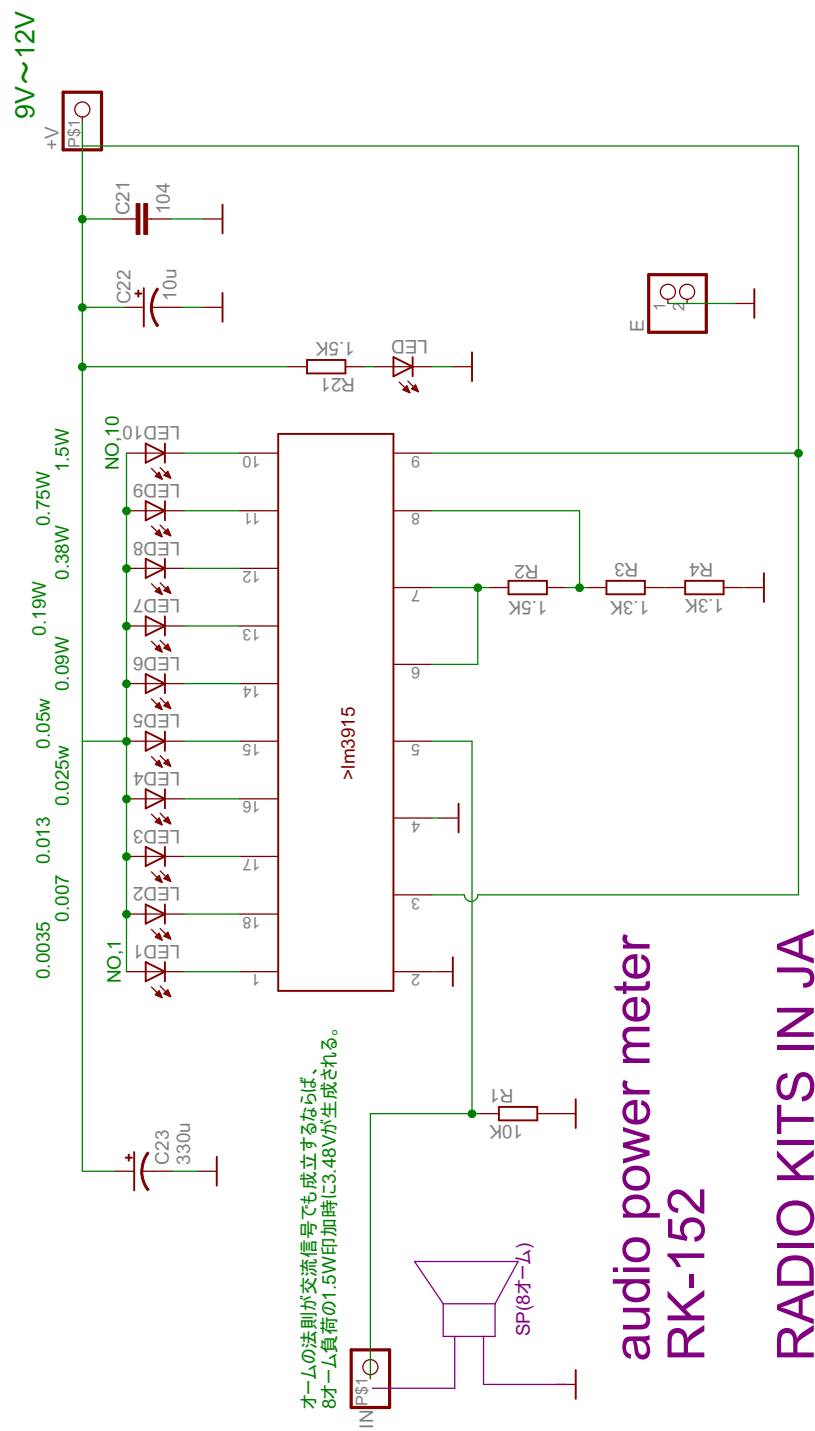 9V～12V
+V
P$1
C21
104
C22
10u
R21
1.5K
LED
E
1
2
NO,10
NO,1
1.5W
0.75W
0.38W
0.19W
0.09W
0.05w
0.025w
0.013
0.007
0.0035
LED10
LED9
LED8
LED7
LED6
LED5
LED4
LED3
LED2
LED1
10
11
12
13
14
15
16
17
18
1
>lm3915
9
8
7
6
5
4
3
2
R2
1.5K
R3
1.3K
R4
1.3K
C23
330u
R1
10K
オームの法則が交流信号でも成立するならば、
8オーム負荷の1.5W印加時に3.48Vが生成される。
IN
P$1
SP(8オーム)
audio power meter
RK-152
RADIO KITS IN JA